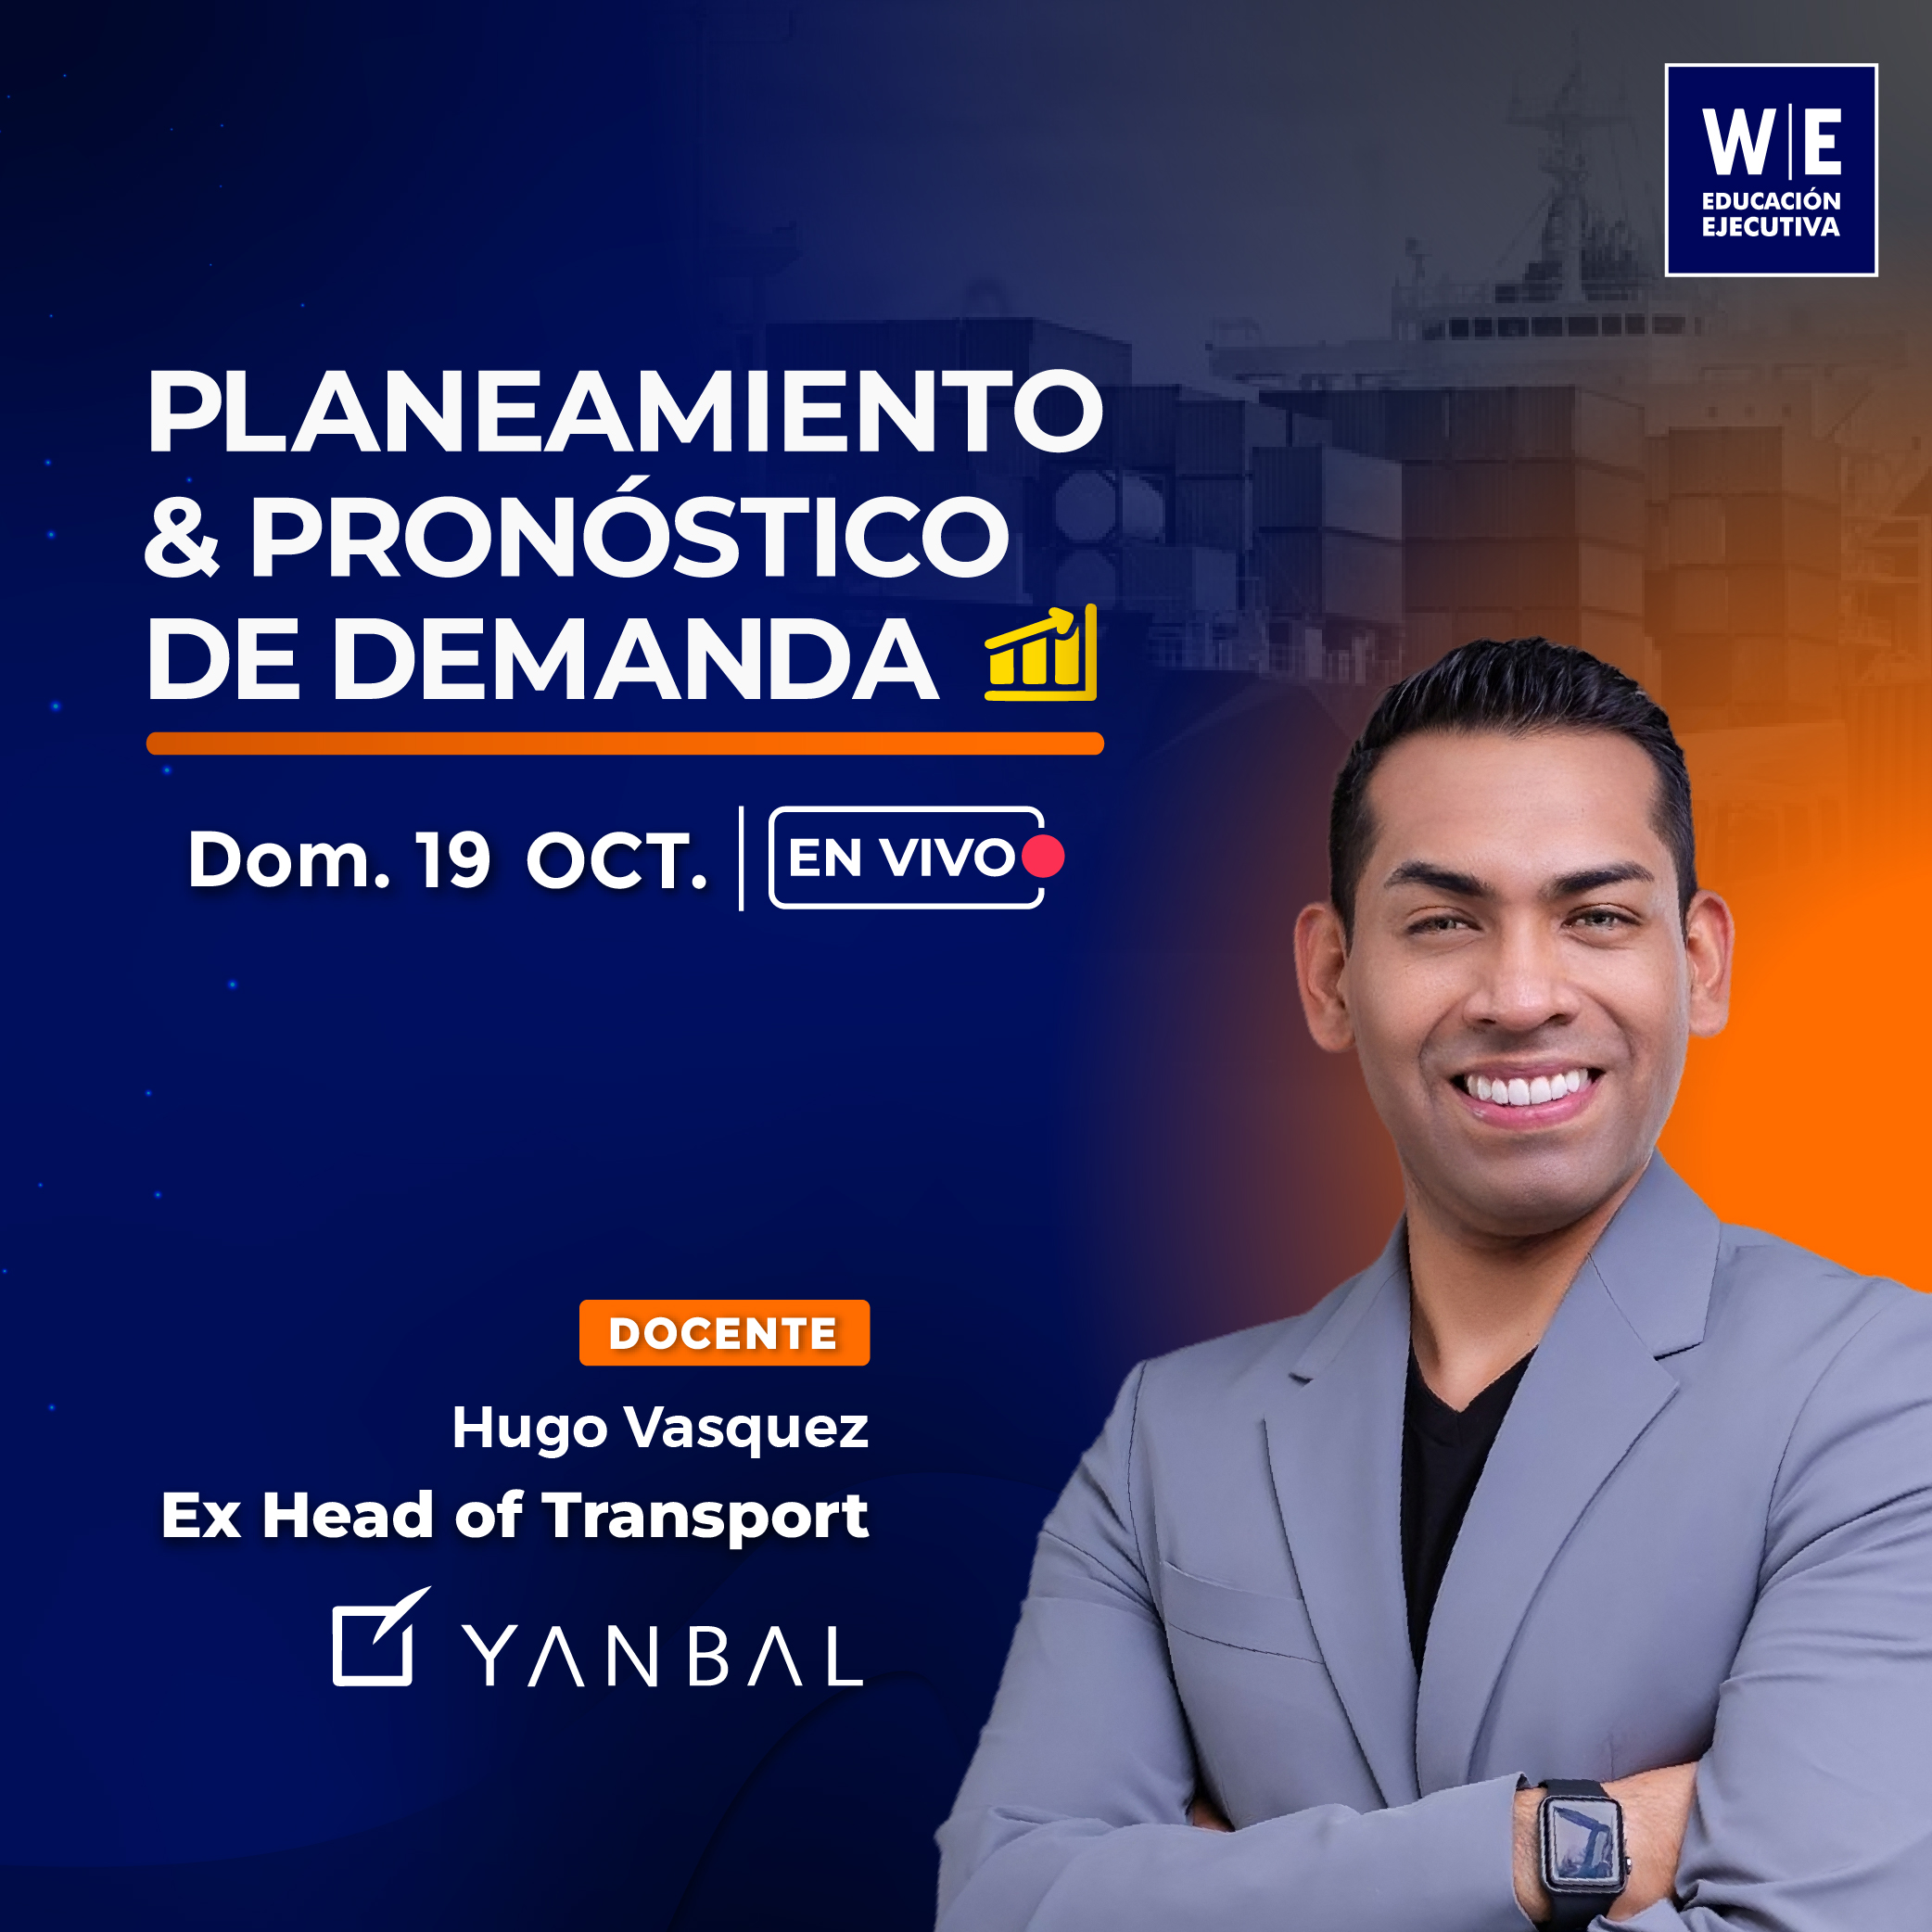 W|E
EDUCACIÓN
EJECUTIVA
PLANEAMIENTO
& PRONÓSTICO
DE DEMANDA
Dom. 19 OCT. | EN VIVO
DOCENTE
Hugo Vasquez
Ex Head of Transport
YANBAL